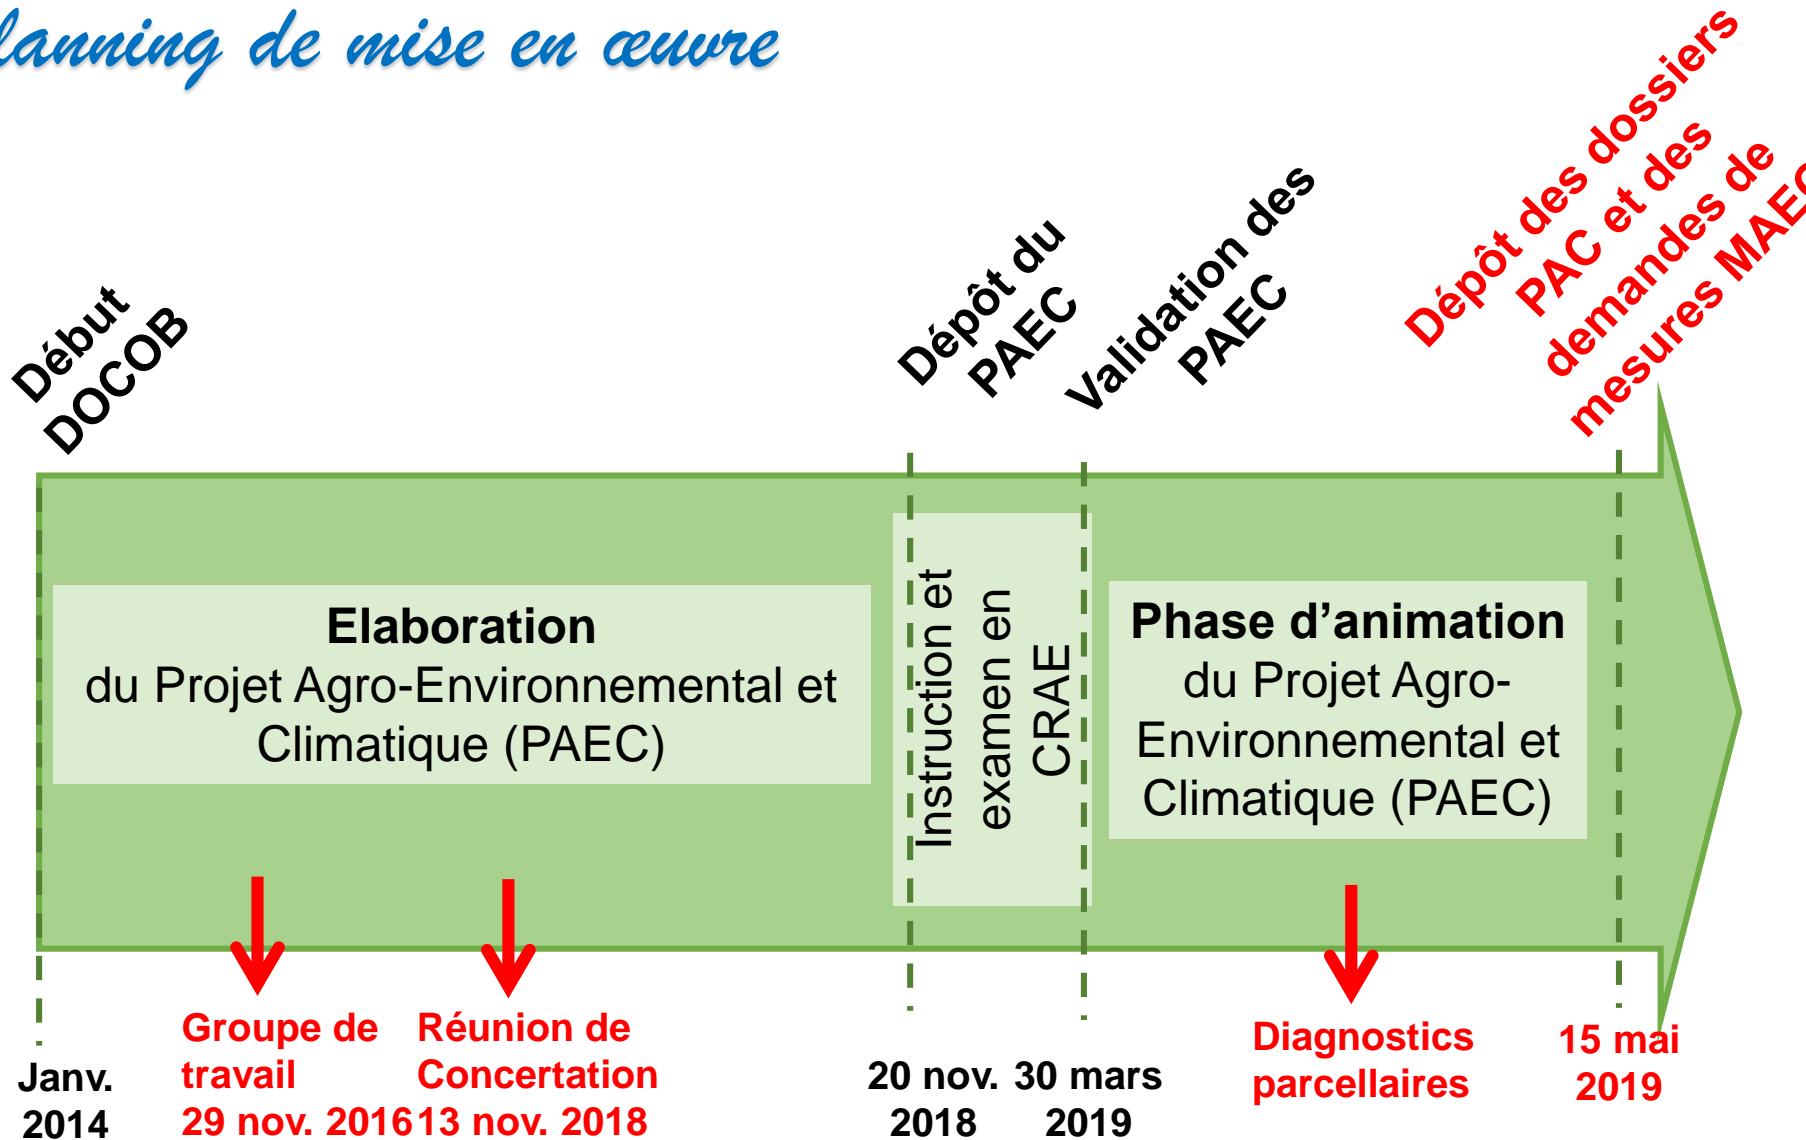 lanning de mise en œuvre
Début
DOCOB
Dépôt du
PAEC
Validation des
PAEC
Dépôt des dossiers
PAC et des
demandes de
mesures MAEC
Elaboration
du Projet Agro-Environnemental et
Climatique (PAEC)
Instruction et
examen en
CRAE
Phase d’animation
du Projet Agro-
Environnemental et
Climatique (PAEC)
Janv.
2014
Groupe de
travail
29 nov. 2016
Réunion de
Concertation
13 nov. 2018
20 nov.
2018
30 mars
2019
Diagnostics
parcellaires
15 mai
2019